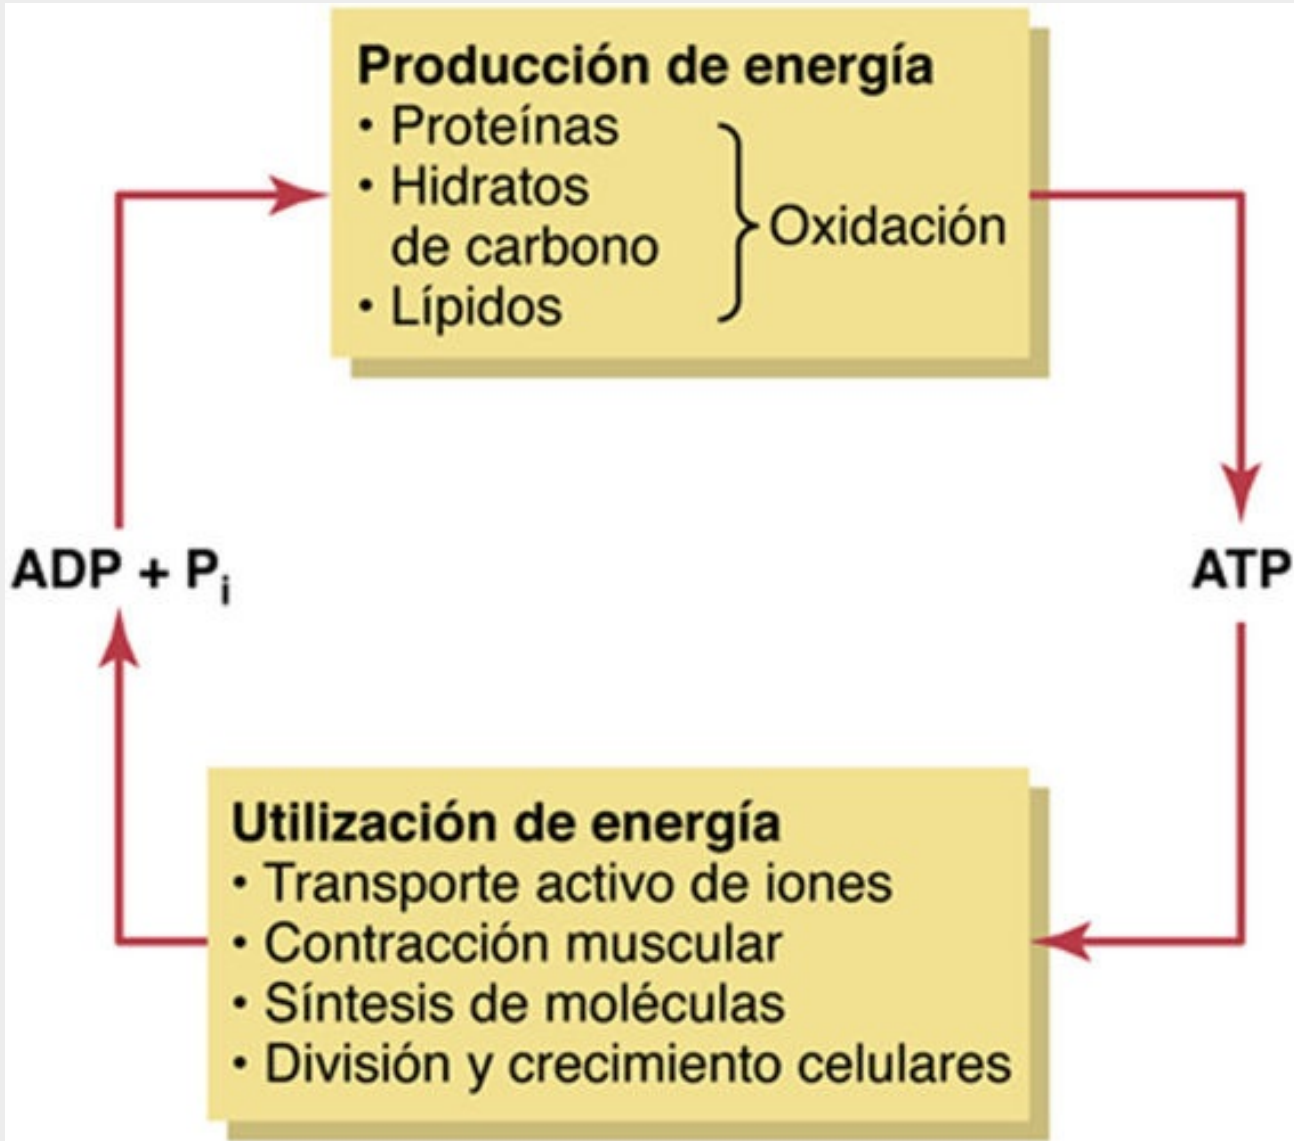 Producción de energía
• Proteínas
• Hidratos
de carbono
• Lípidos
Oxidación
ADP + Pi
ATP
Utilización de energía
• Transporte activo de iones
• Contracción muscular
• Síntesis de moléculas
• División y crecimiento celulares